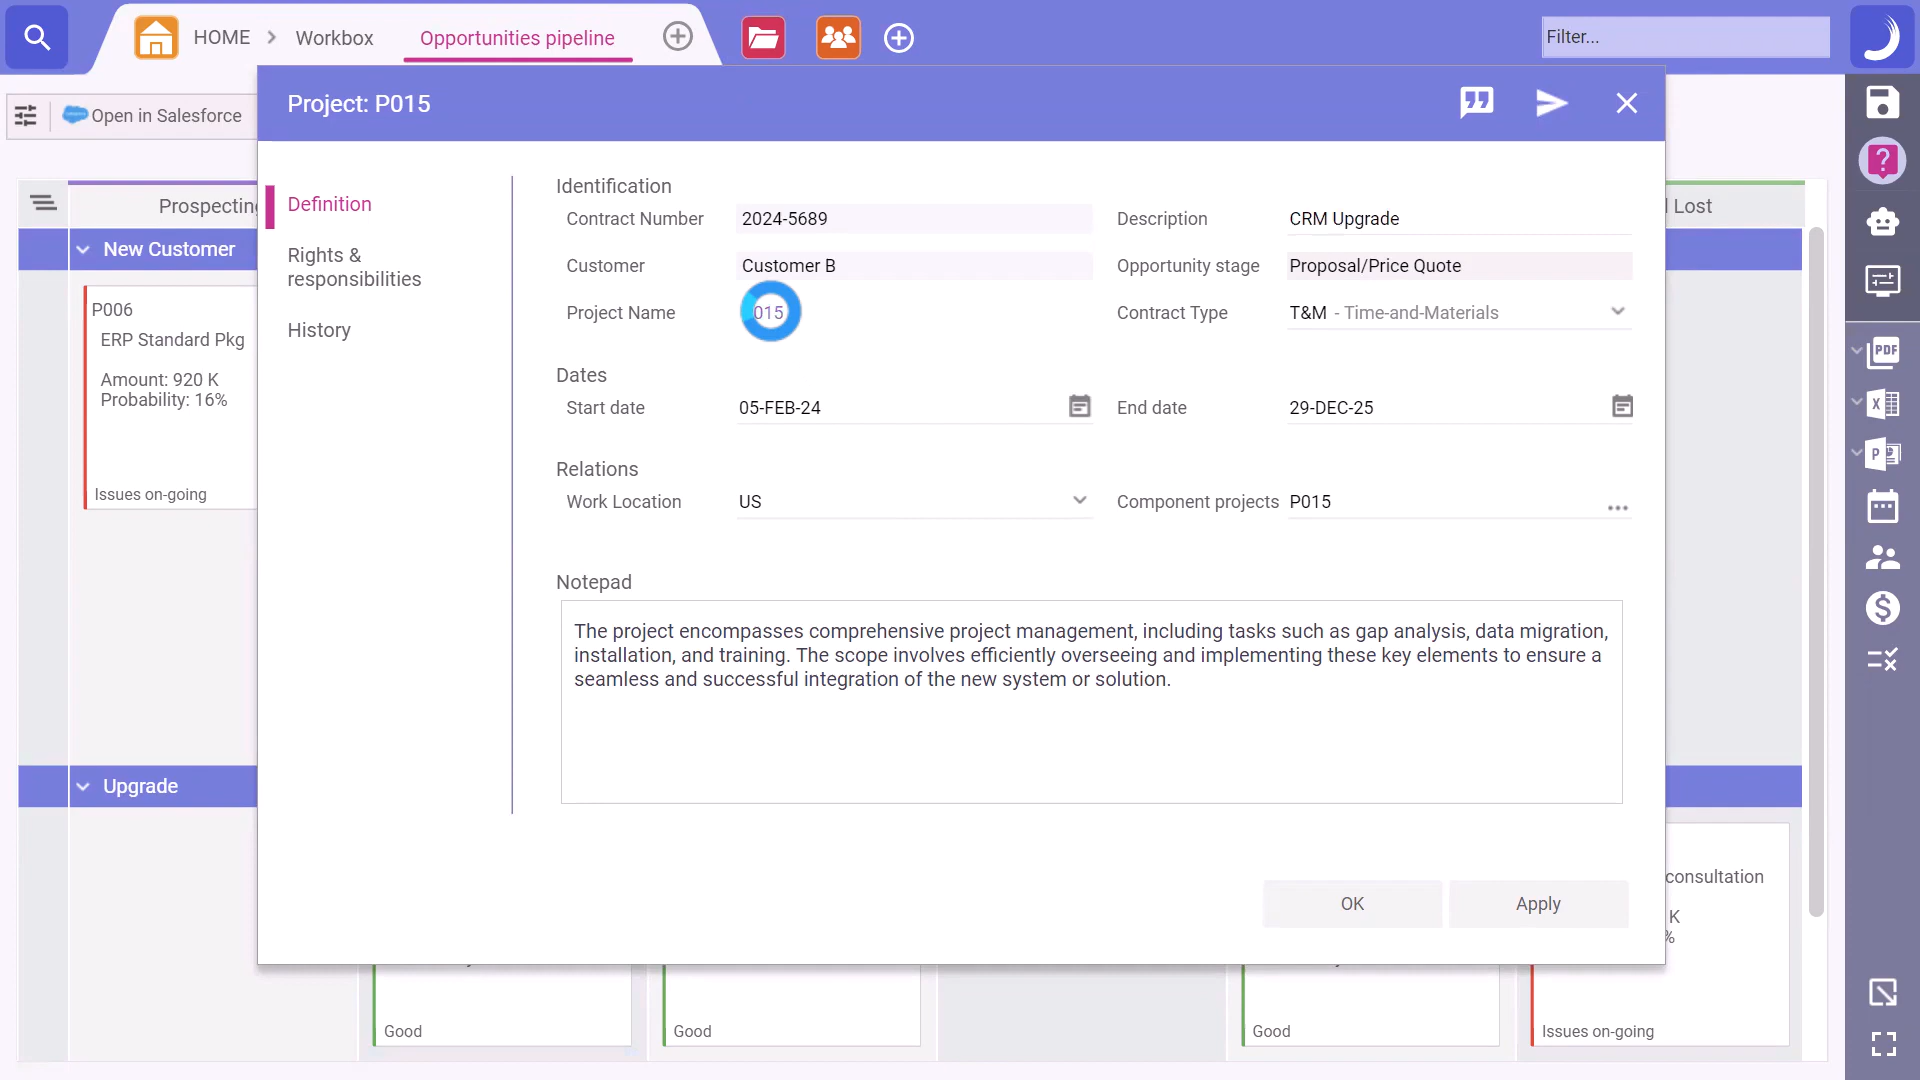 HOME
Workbox
Opportunities pipeline
Filter...
Open in Salesforce
Project: P015
Definition
Rights &
responsibilities
History
Identification
Contract Number 2024-5689 Description CRM Upgrade
Customer Customer B Opportunity stage Proposal/Price Quote
Project Name 015 Contract Type T&M - Time-and-Materials
Dates
Start date 05-FEB-24 End date 29-DEC-25
Relations
Work Location US Component projects P015
Notepad
The project encompasses comprehensive project management, including tasks such as gap analysis, data migration,
installation, and training. The scope involves efficiently overseeing and implementing these key elements to ensure a
seamless and successful integration of the new system or solution.
OK
Apply
Prospecting
Lost
New Customer
P006
ERP Standard Pkg
Amount: 920 K
Probability: 16%
Issues on-going
Upgrade
consultation
K
%
Good
Good
Good
Issues on-going
PDF
X
P